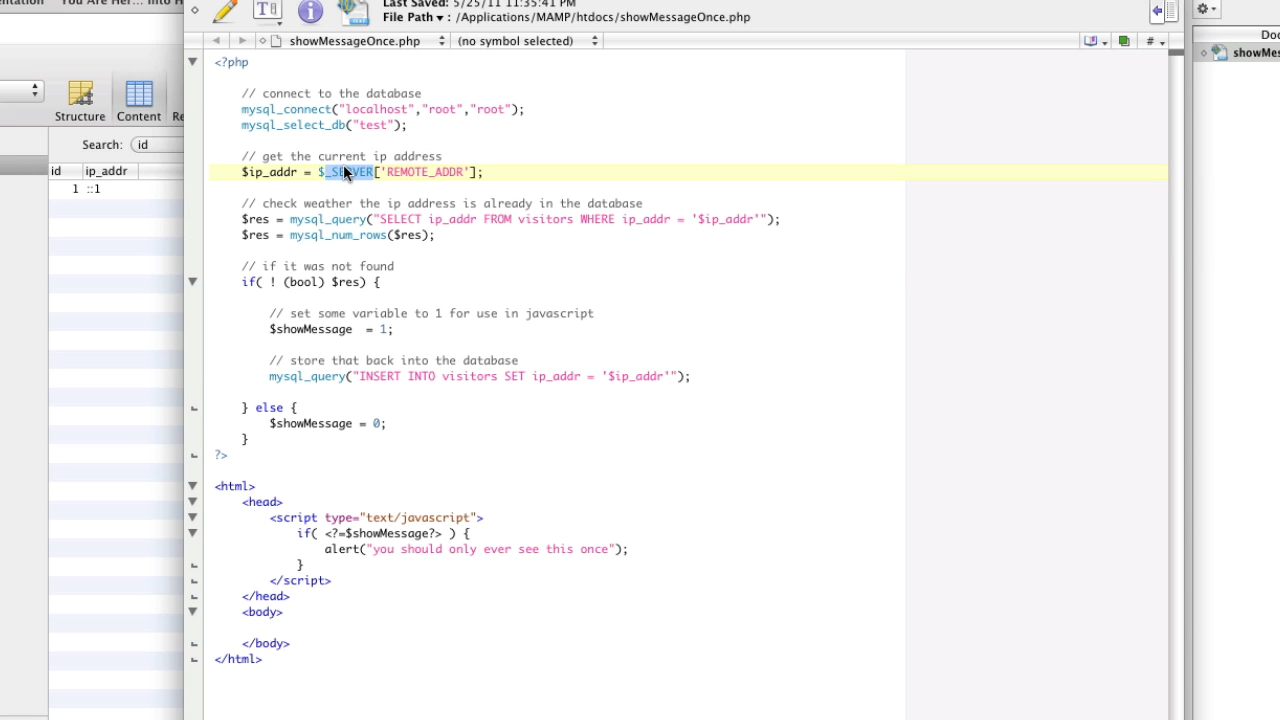 Last Saved: 5/25/11 11:35:41 PM
File Path ▾ : /Applications/MAMP/htdocs/showMessageOnce.php
showMessageOnce.php
(no symbol selected)
Structure
Content
Search: id
id ip_addr
1 ::1
<?php
// connect to the database
mysql_connect("localhost","root","root");
mysql_select_db("test");
// get the current ip address
$ip_addr = $_SERVER['REMOTE_ADDR'];
// check weather the ip address is already in the database
$res = mysql_query("SELECT ip_addr FROM visitors WHERE ip_addr = '$ip_addr'");
$res = mysql_num_rows($res);
// if it was not found
if( ! (bool) $res) {
// set some variable to 1 for use in javascript
$showMessage  = 1;
// store that back into the database
mysql_query("INSERT INTO visitors SET ip_addr = '$ip_addr'");
} else {
$showMessage = 0;
}
?>
<html>
<head>
<script type="text/javascript">
if( <?=$showMessage?> ) {
alert("you should only ever see this once");
}
</script>
</head>
<body>
</body>
</html>